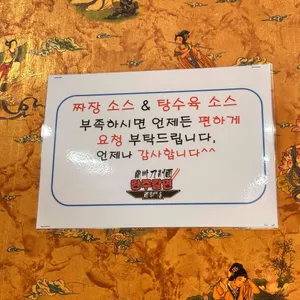 짜장 소스 & 탕수육 소스
부족하시면 언제든 편하게
요청 부탁드립니다,
언제나 감사합니다^^